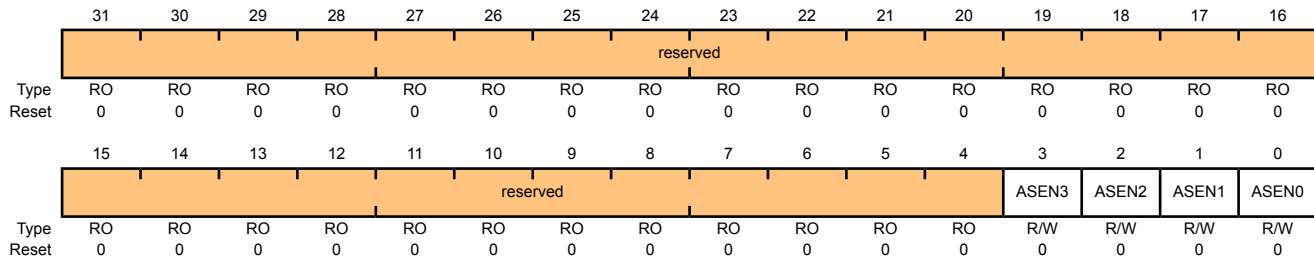 31 30 29 28 27 26 25 24 23 22 21 20 19 18 17 16
reserved
Type RO RO RO RO RO RO RO RO RO RO RO RO RO RO RO RO
Reset 0 0 0 0 0 0 0 0 0 0 0 0 0 0 0 0
15 14 13 12 11 10 9 8 7 6 5 4 3 2 1 0
reserved ASEN3 ASEN2 ASEN1 ASEN0
Type RO RO RO RO RO RO RO RO RO RO RO RO R/W R/W R/W R/W
Reset 0 0 0 0 0 0 0 0 0 0 0 0 0 0 0 0